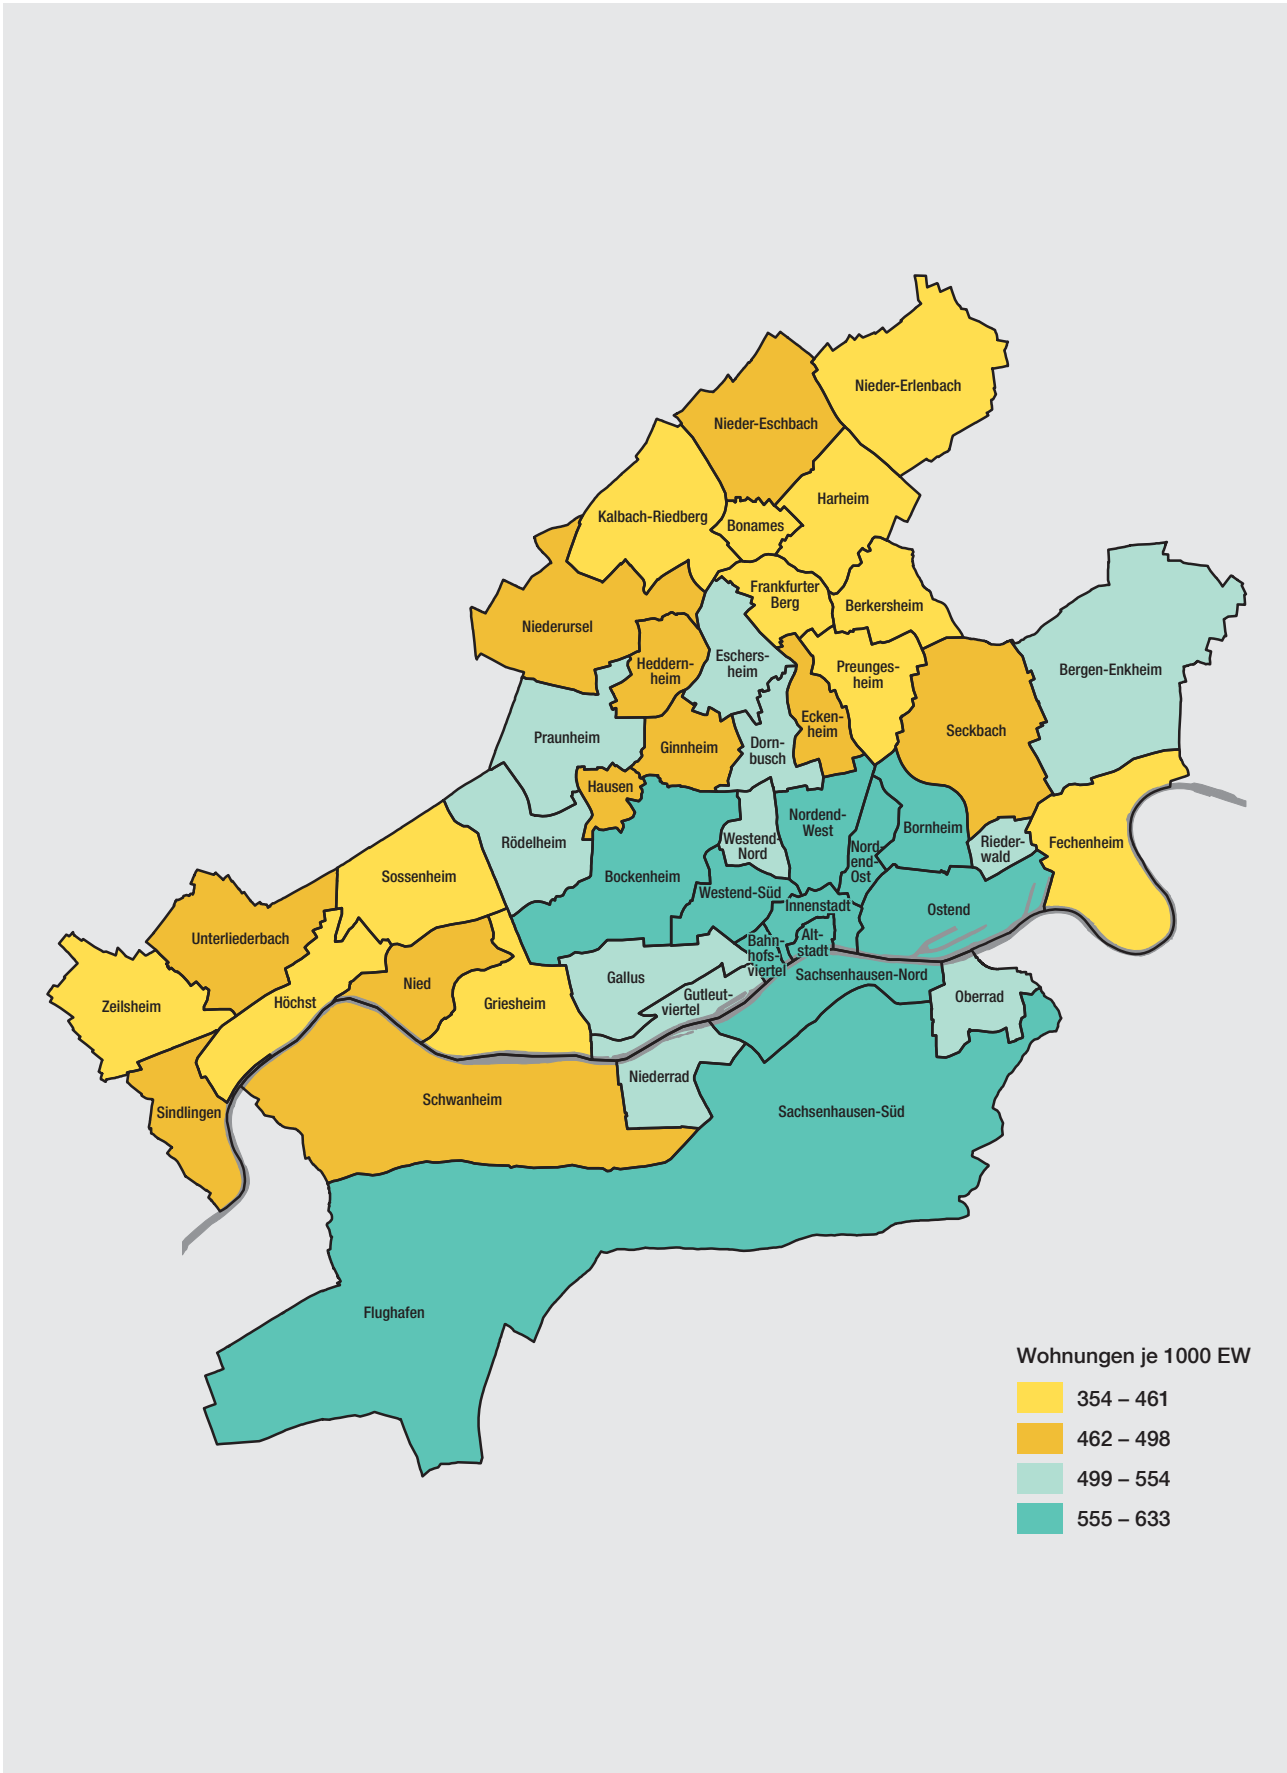 Nieder-Erlenbach
Nieder-Eschbach
Harheim
Kalbach-Riedberg
Bonames
Frankfurter
Berg
Berkersheim
Niederursel
Heddern-
heim
Eschers-
heim
Preunges-
heim
Bergen-Enkheim
Ecken-
heim
Seckbach
Praunheim
Ginnheim
Dorn-
busch
Hausen
Nordend-
West
Bornheim
Rödelheim
Westend-
Nord
Nord-
end-
Ost
Rieder-
wald
Fechenheim
Sossenheim
Bockenheim
Westend-Süd
Innenstadt
Ostend
Unterliederbach
Alt-
stadt
Bahn-
hofs-
viertel
Gallus
Sachsenhausen-Nord
Nied
Gutleut-
viertel
Oberrad
Zeilsheim
Höchst
Griesheim
Niederrad
Schwanheim
Sindlingen
Sachsenhausen-Süd
Flughafen
Wohnungen je 1000 EW
354 – 461
462 – 498
499 – 554
555 – 633